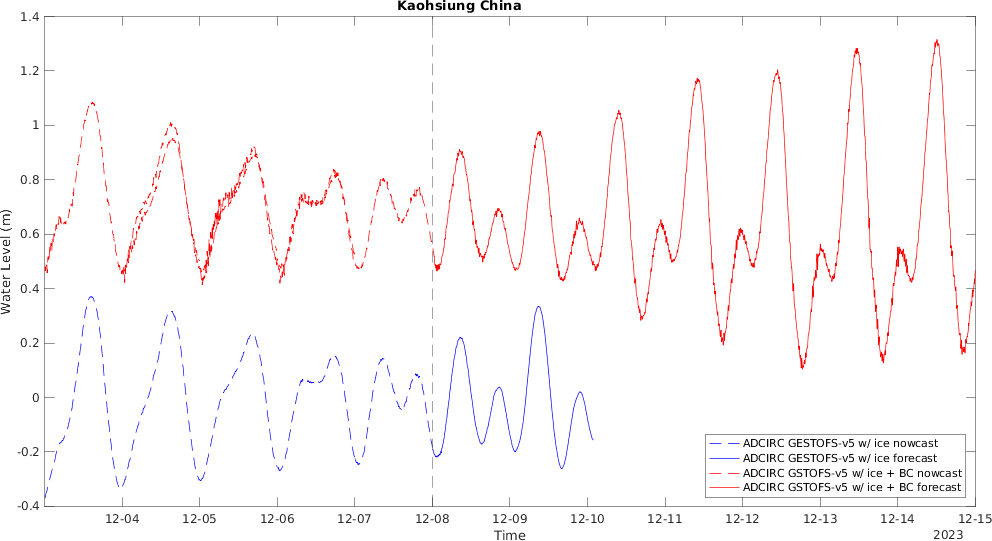 Kaohsiung China
1.4
1.2
1
0.8
0.6
0.4
0.2
0
-0.2
-0.4
Water Level (m)
12-04 12-05 12-06 12-07 12-08 12-09 12-10 12-11 12-12 12-13 12-14 12-15
Time
2023
ADCIRC GESTOFS-v5 w/ ice nowcast
ADCIRC GESTOFS-v5 w/ ice forecast
ADCIRC GSTOFS-v5 w/ ice + BC nowcast
ADCIRC GSTOFS-v5 w/ ice + BC forecast